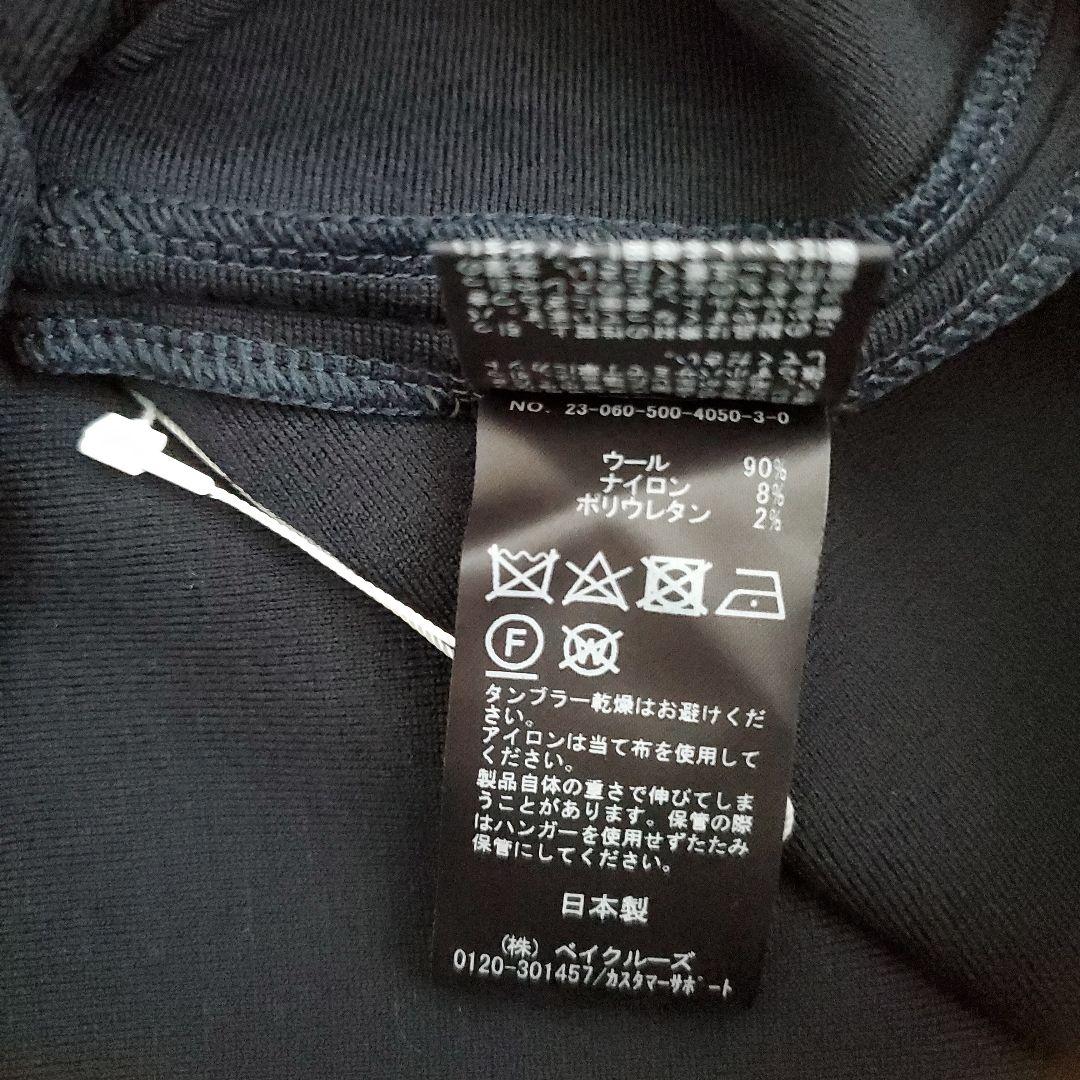 NO. 23-060-500-4050-3-0
ウール 90%
ナイロン 8%
ポリウレタン 2%
F
W
タンブラー乾燥はお避けくだ
さい。
アイロンは当て布を使用して
ください。
製品自体の重さで伸びてしま
うことがあります。保管の際
はハンガーを使用せずたたみ
保管にしてください。
日本製
(株) ベイクルーズ
0120-301457/カスタマーサポート